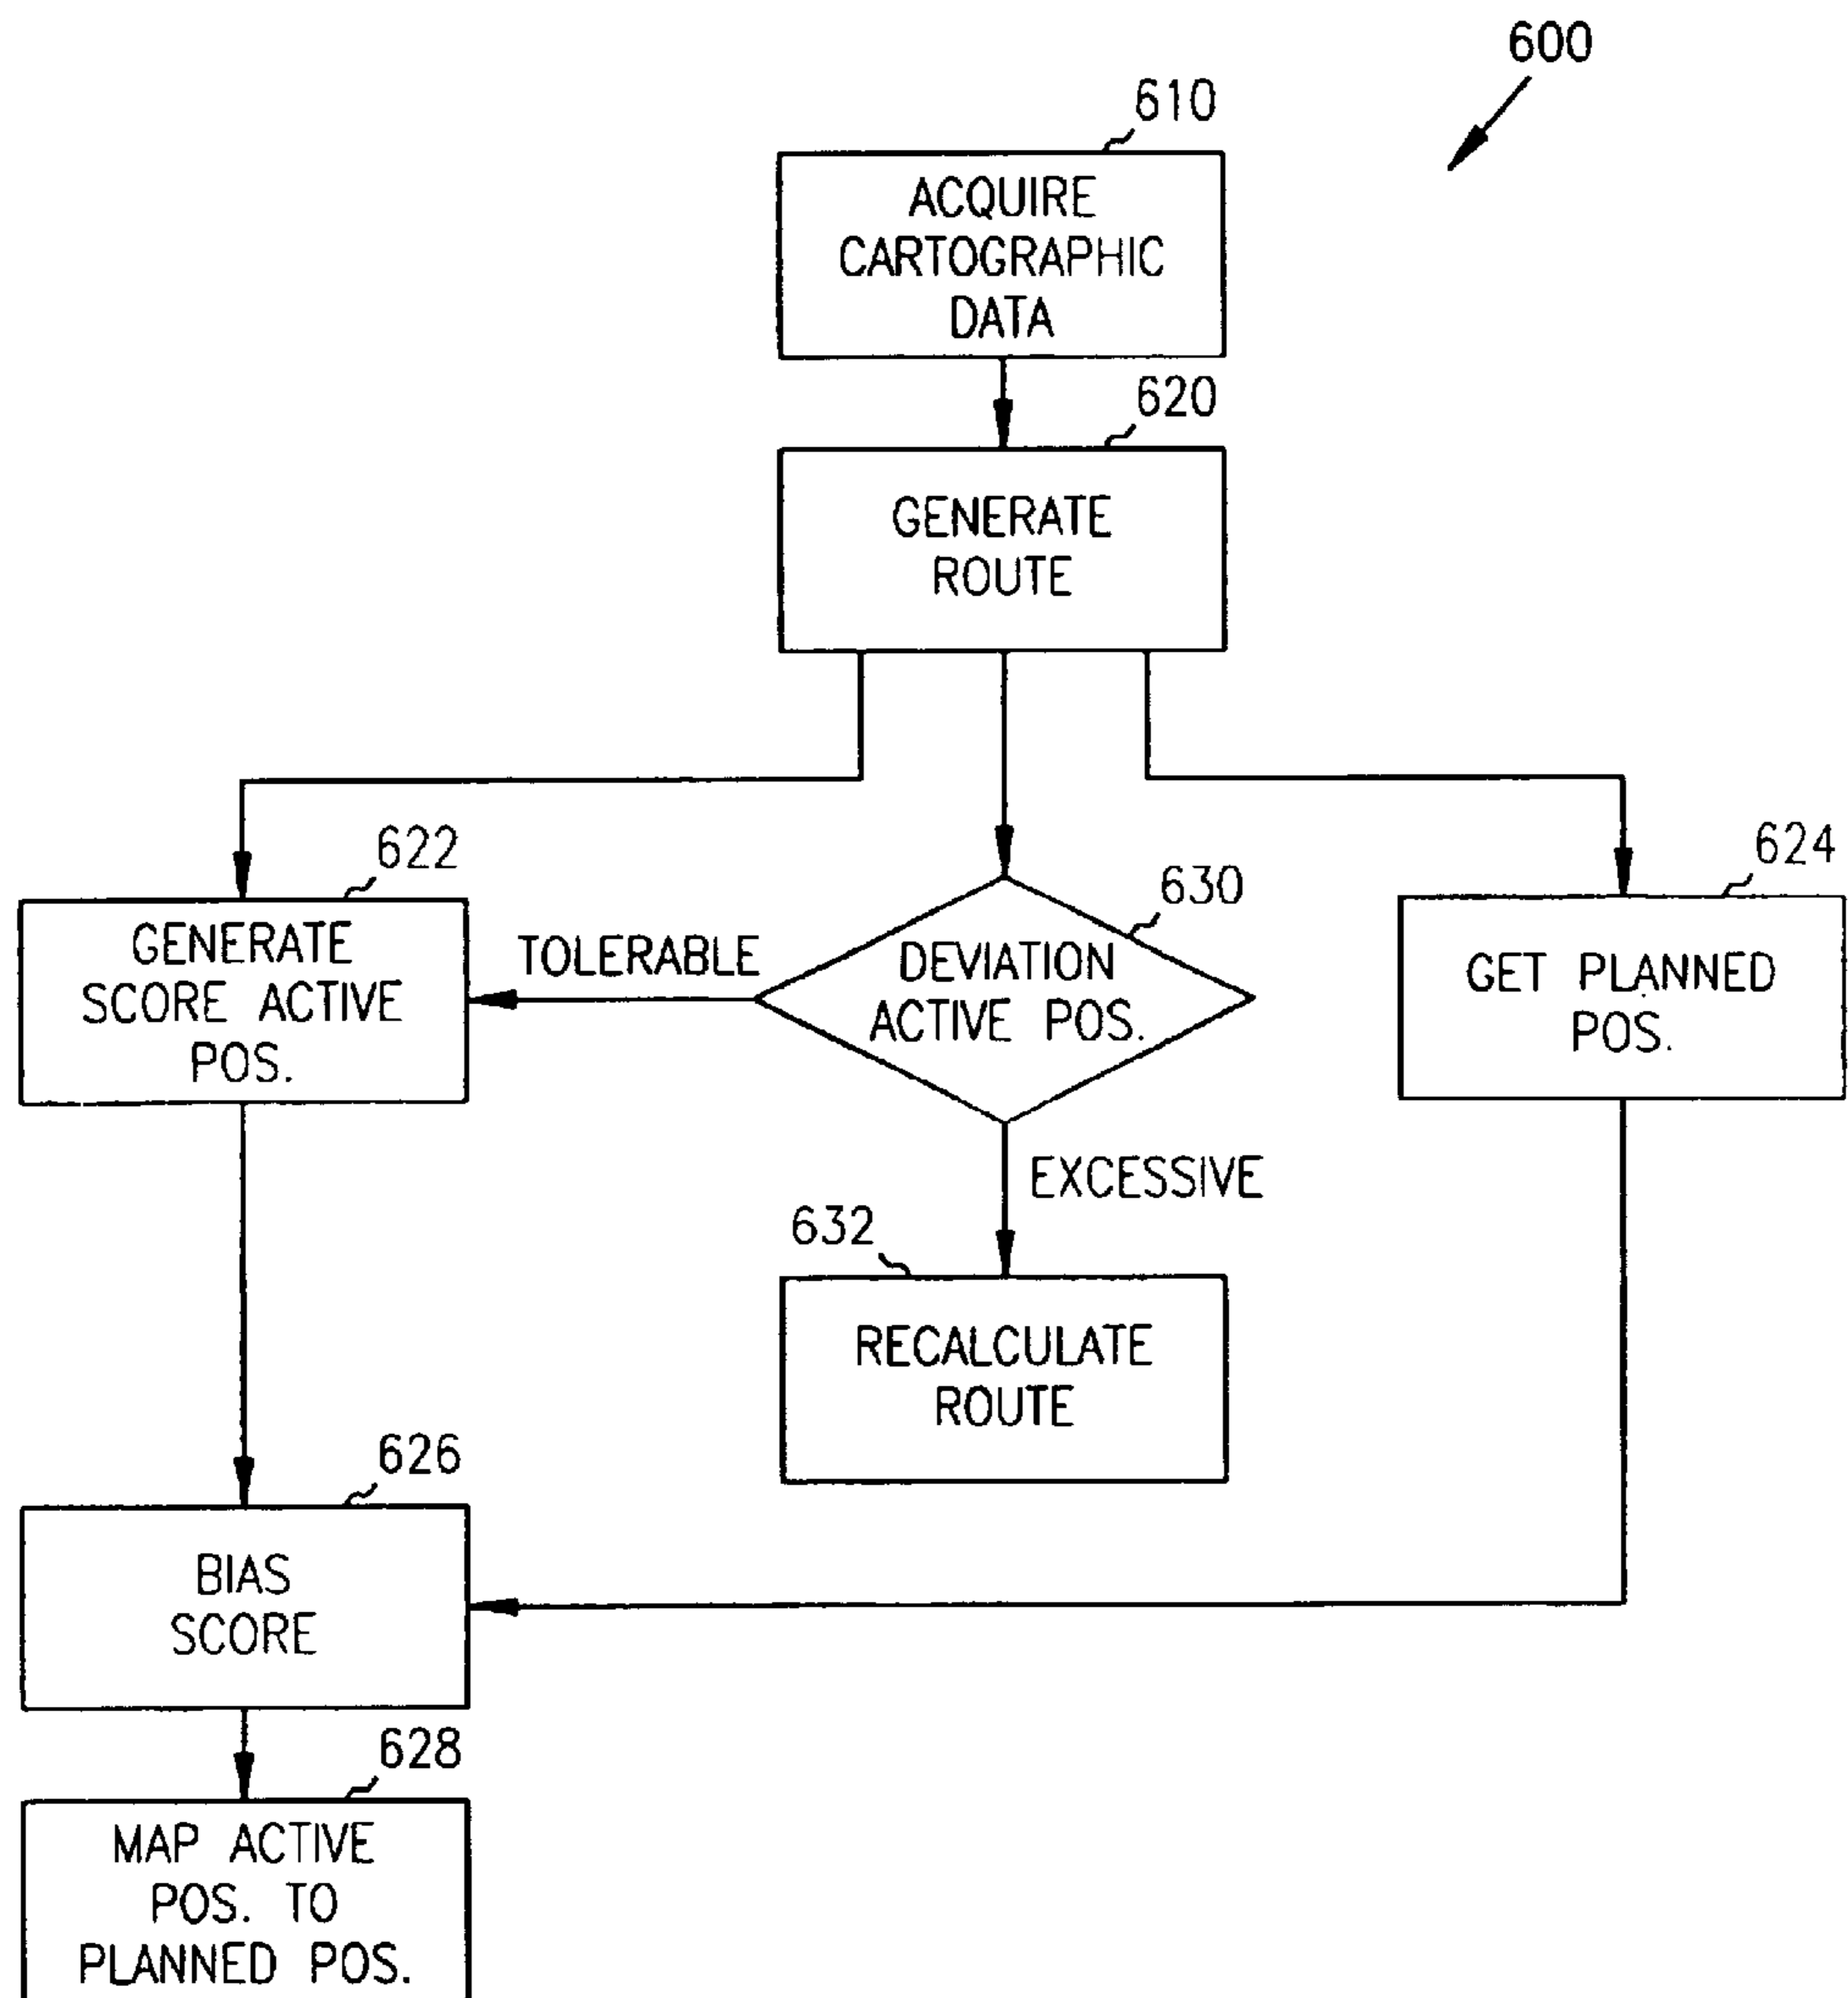 600
610
ACQUIRE
CARTOGRAPHIC
DATA
620
GENERATE
ROUTE
622
GENERATE
SCORE ACTIVE
POS.
TOLERABLE
630
DEVIATION
ACTIVE POS.
624
GET PLANNED
POS.
EXCESSIVE
632
RECALCULATE
ROUTE
626
BIAS
SCORE
628
MAP ACTIVE
POS. TO
PLANNED POS.